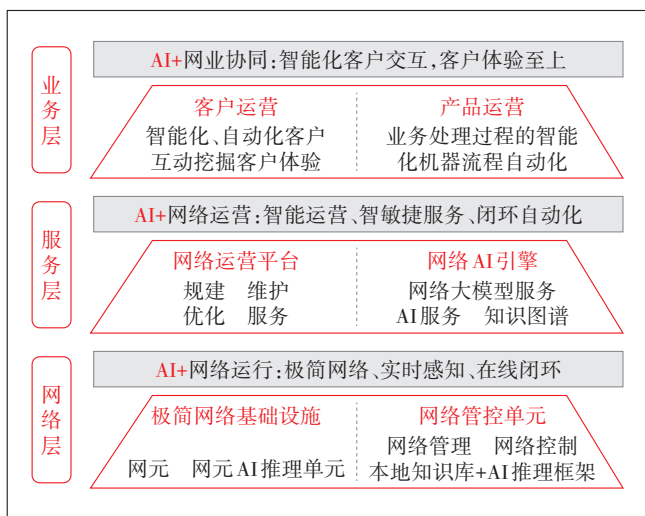 业务层
AI+网业协同:智能化客户交互,客户体验至上
客户运营
智能化、自动化客户
互动挖掘客户体验
产品运营
业务处理过程的智能
化机器流程自动化
服务层
AI+网络运营:智能运营、智敏捷服务、闭环自动化
网络运营平台
规建 维护
优化 服务
网络AI引擎
网络大模型服务
AI服务 知识图谱
网络层
AI+网络运行:极简网络、实时感知、在线闭环
极简网络基础设施
网元 网元AI推理单元
网络管控单元
网络管理 网络控制
本地知识库+AI推理框架